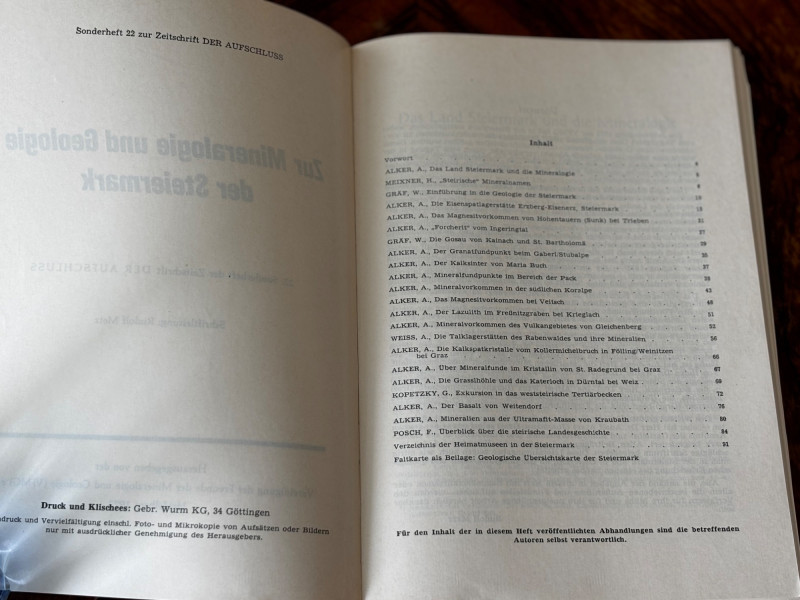 Sonderheft 22 zur Zeitschrift DER AUFSCHLUSS
Zur Mineralogie und Geologie
der Steiermark
Druck und Klischees: Gebr. Wurm KG, 34 Göttingen
druck und Vervielfältigung einschl. Foto- und Mikrokopie von Aufsätzen oder Bildern
nur mit ausdrücklicher Genehmigung des Herausgebers.
Inhalt
Vorwort
ALKER, A., Das Land Steiermark und die Mineralogie
MEIXNER, H., „Steirische" Mineralnamen
GRÄF, W., Einführung in die Geologie der Steiermark
ALKER, A., Die Eisenspatlagerstätte Erzberg-Eisenerz, Steiermark
ALKER, A., Das Magnesitvorkommen von Hohentauern (Sunk) bei Trieben
ALKER, A., „Forcherit" vom Ingeringtal
GRÄF, W., Die Gosau von Kainach und St. Bartholomä
ALKER, A., Der Granatfundpunkt beim Gaberl/Stubalpe
ALKER, A., Der Kalksinter von Maria Buch
ALKER, A., Mineralfundpunkte im Bereich der Pack
ALKER, A., Mineralvorkommen in der südlichen Koralpe
ALKER, A., Das Magnesitvorkommen bei Veitsch
ALKER, A., Der Lazulith im Freßnitzgraben bei Krieglach
ALKER, A., Mineralvorkommen des Vulkangebietes von Gleichenberg
WEISS, A., Die Talklagerstätten des Rabenwaldes und ihre Mineralien 56
ALKER, A., Die Kalkspatkristalle vom Kollermichelbruch in Fölling/Weinitzen
bei Graz 66
ALKER, A., Über Mineralfunde im Kristallin von St. Radegrund bei Graz 67
ALKER, A., Die Grasslhöhle und das Katerloch in Dürntal bei Weiz 69
KOPETZKY, G., Exkursion in das weststeirische Tertiärbecken 72
ALKER, A., Der Basalt von Weitendorf 78
ALKER, A., Mineralien aus der Ultramafit-Masse von Kraubath 80
POSCH, F., Überblick über die steirische Landesgeschichte 84
Verzeichnis der Heimatmuseen in der Steiermark 91
Faltkarte als Beilage: Geologische Übersichtskarte der Steiermark
Für den Inhalt der in diesem Heft veröffentlichten Abhandlungen sind die betreffenden
Autoren selbst verantwortlich.